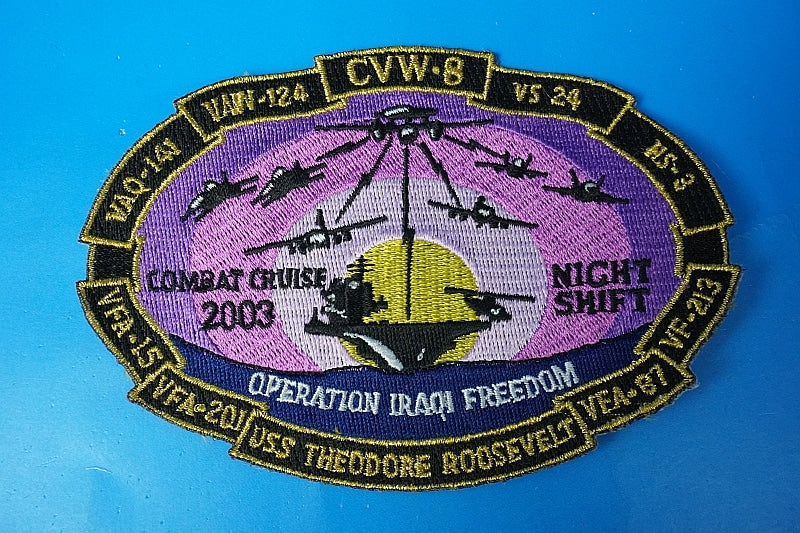 CVW-8
VAW-124
VS 24
VAQ-141
HS-3
COMBAT CRUISE
2003
NIGHT
SHIFT
VFA-15
VF-213
OPERATION IRAQI FREEDOM
VFA-201
VFA-87
USS THEODORE ROOSEVELT